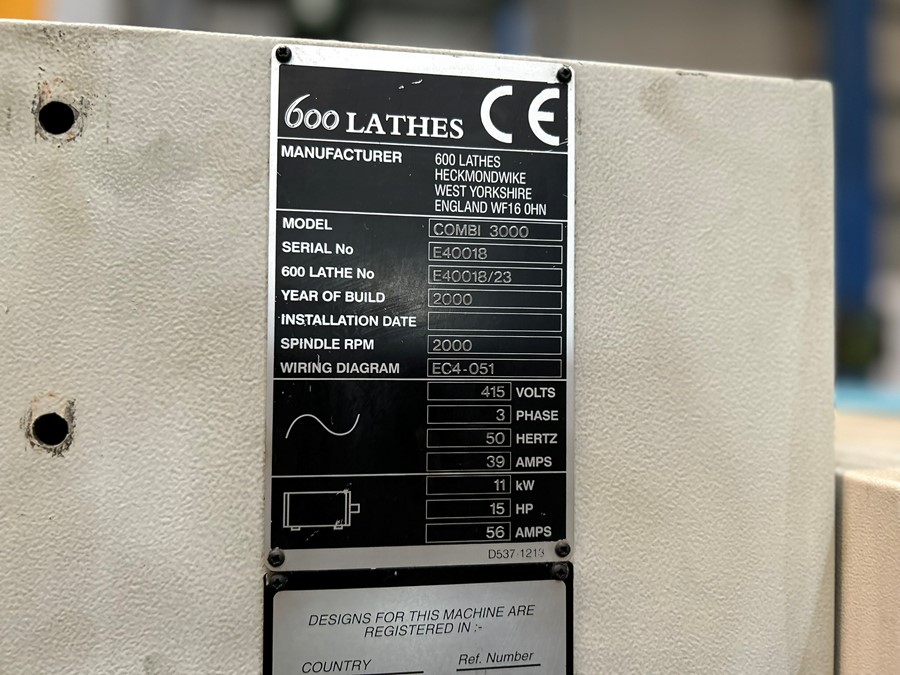 600 LATHES CE
MANUFACTURER 600 LATHES
HECKMONDWIKE
WEST YORKSHIRE
ENGLAND WF16 0HN
MODEL COMBI 3000
SERIAL No E40018
600 LATHE No E40018/23
YEAR OF BUILD 2000
INSTALLATION DATE
SPINDLE RPM 2000
WIRING DIAGRAM EC4-051
415 VOLTS
3 PHASE
50 HERTZ
39 AMPS
11 kW
15 HP
56 AMPS
D537-1213
DESIGNS FOR THIS MACHINE ARE
REGISTERED IN :-
COUNTRY Ref. Number